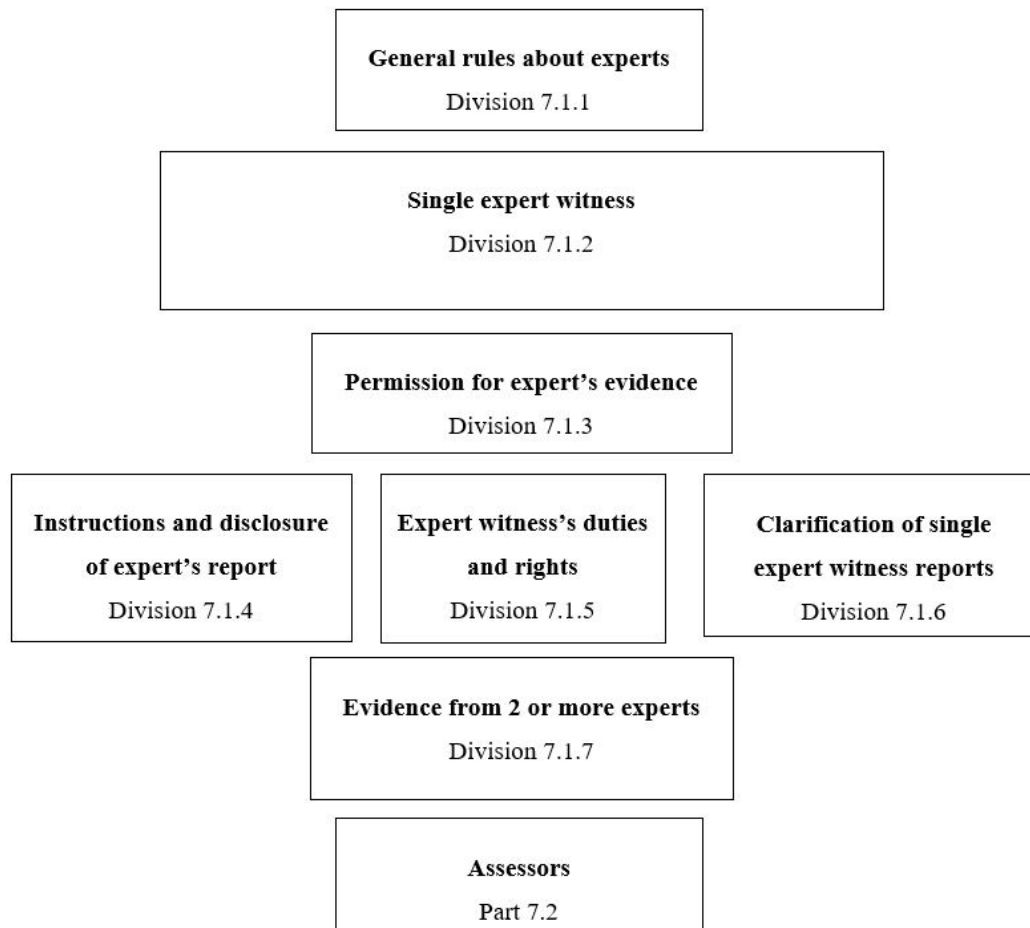 General rules about experts
Division 7.1.1
Single expert witness
Division 7.1.2
Permission for expert’s evidence
Division 7.1.3
Instructions and disclosure
of expert’s report
Division 7.1.4
Expert witness’s duties
and rights
Division 7.1.5
Clarification of single
expert witness reports
Division 7.1.6
Evidence from 2 or more experts
Division 7.1.7
Assessors
Part 7.2